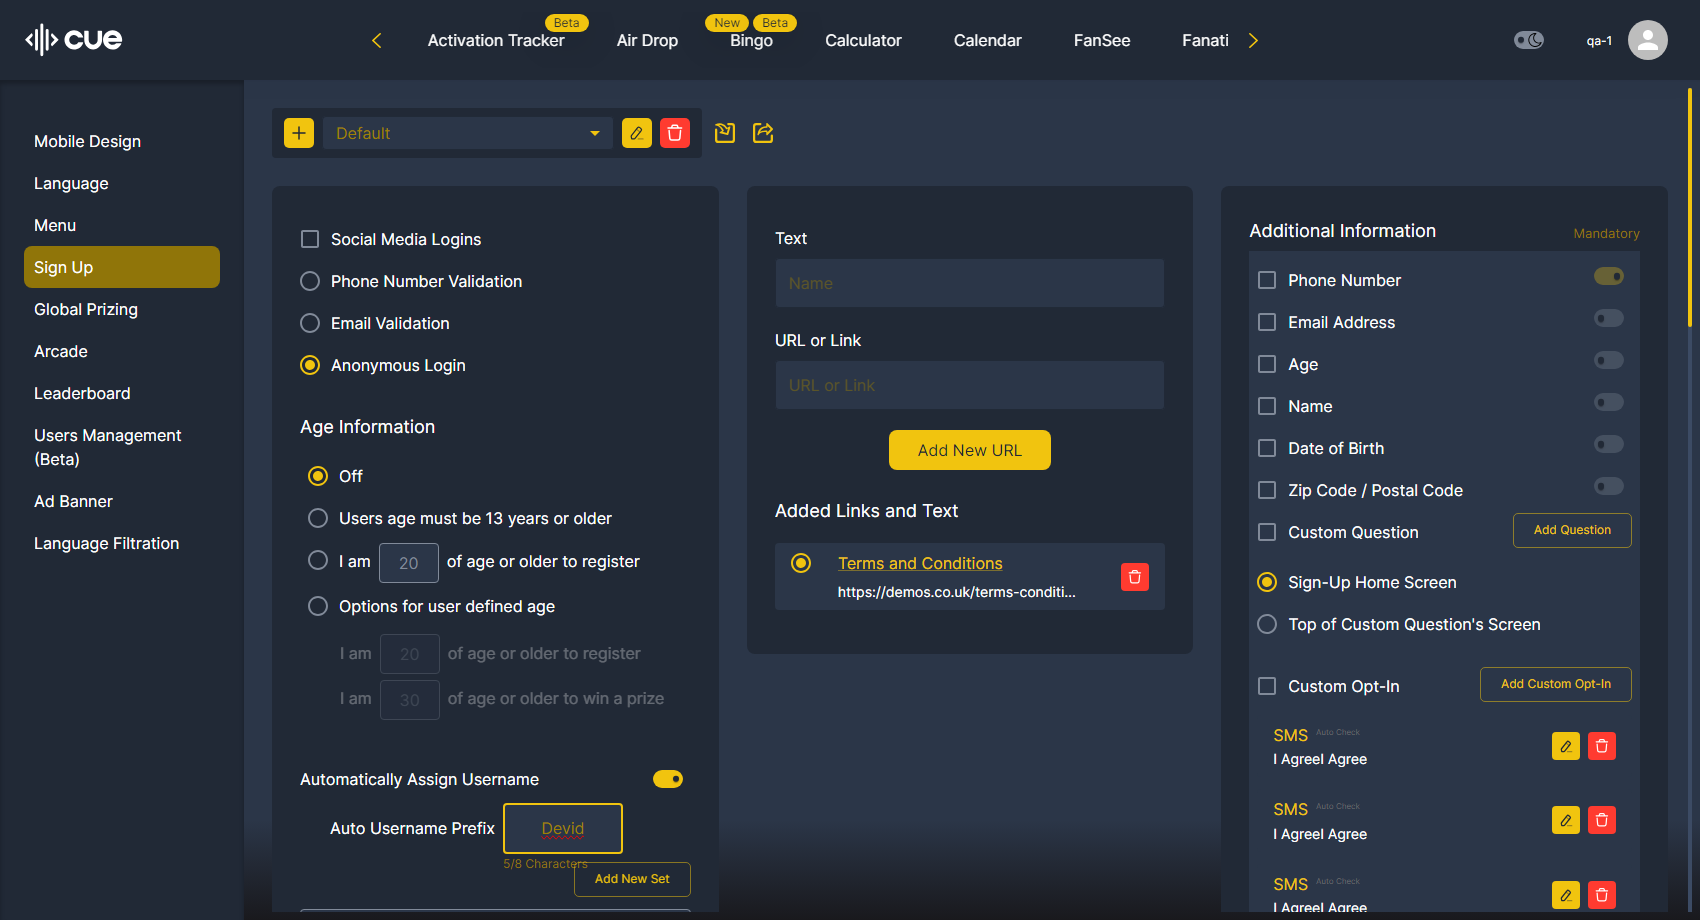 cue
Activation Tracker
Beta
Air Drop
Bingo
New
Beta
Calculator
Calendar
FanSee
Fanati
qa-1
Mobile Design
Language
Menu
Sign Up
Global Prizing
Arcade
Leaderboard
Users Management
(Beta)
Ad Banner
Language Filtration
Default
Social Media Logins
Phone Number Validation
Email Validation
Anonymous Login
Age Information
Off
Users age must be 13 years or older
I am 20 of age or older to register
Options for user defined age
I am 20 of age or older to register
I am 30 of age or older to win a prize
Automatically Assign Username
Auto Username Prefix Devid
5/8 Characters
Add New Set
Text
Name
URL or Link
URL or Link
Add New URL
Added Links and Text
Terms and Conditions
https://demos.co.uk/terms-conditi...
Additional Information
Mandatory
Phone Number
Email Address
Age
Name
Date of Birth
Zip Code / Postal Code
Custom Question
Add Question
Sign-Up Home Screen
Top of Custom Question's Screen
Custom Opt-In
Add Custom Opt-In
SMS Auto Check
I AgreeI Agree
SMS Auto Check
I AgreeI Agree
SMS Auto Check
I AgreeI Agree